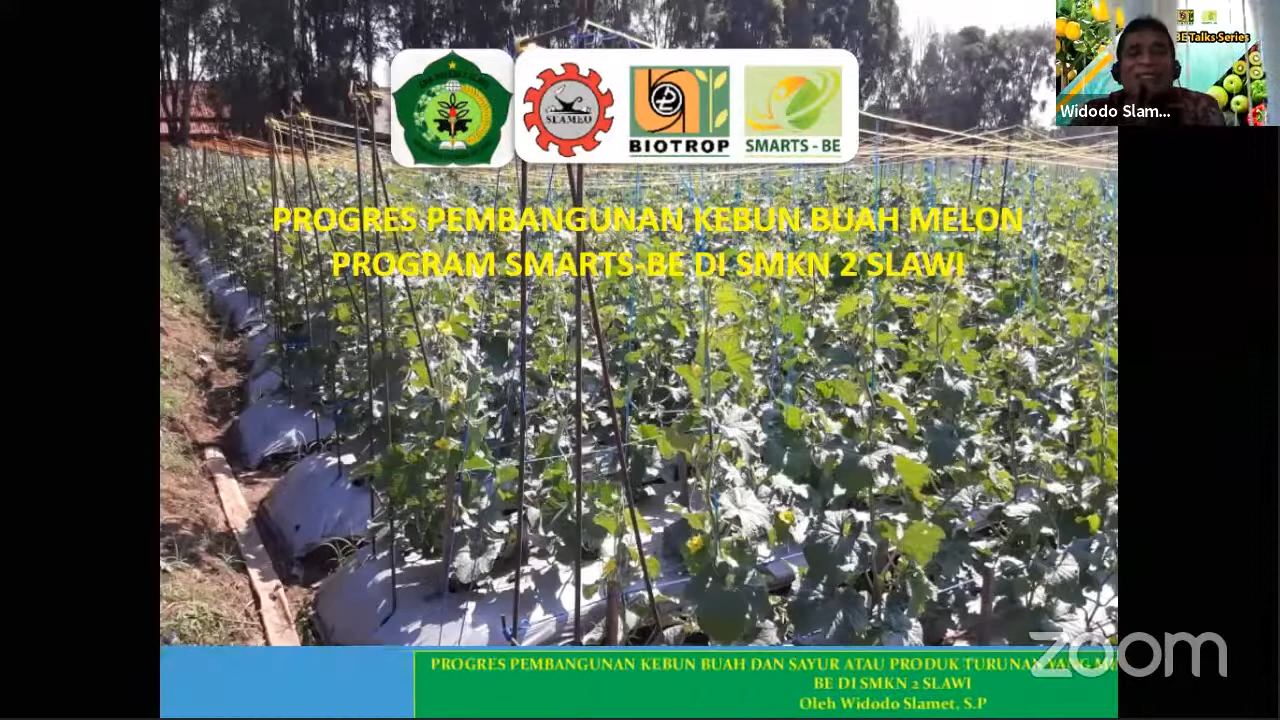 BE Talks Series
Widodo Slam...
SEAMEO
BIOTROP
SMARTS - BE
PROGRES PEMBANGUNAN KEBUN BUAH MELON
PROGRAM SMARTS-BE DI SMKN 2 SLAWI
zoom
PROGRES PEMBANGUNAN KEBUN BUAH DAN SAYUR ATAU PRODUK TURUNAN YANG
BE DI SMKN 2 SLAWI
Oleh Widodo Slamet, S.P